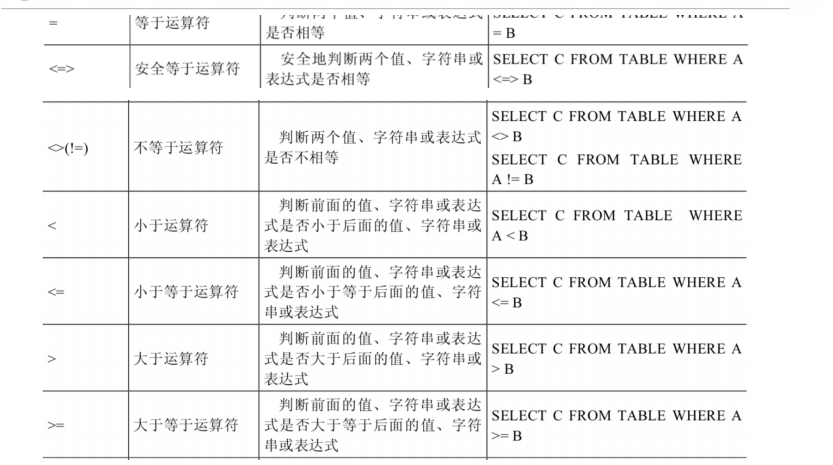 =
等于运算符
是否相等
= B
<=>
安全等于运算符
安全地判断两个值、字符串或
表达式是否相等
SELECT C FROM TABLE WHERE A
<=> B
<>(!=)
不等于运算符
判断两个值、字符串或表达式
是否不相等
SELECT C FROM TABLE WHERE A
<> B
SELECT C FROM TABLE WHERE
A != B
<
小于运算符
判断前面的值、字符串或表达
式是否小于后面的值、字符串或
表达式
SELECT C FROM TABLE WHERE
A < B
<=
小于等于运算符
判断前面的值、字符串或表达
式是否小于等于后面的值、字符
串或表达式
SELECT C FROM TABLE WHERE A
<= B
>
大于运算符
判断前面的值、字符串或表达
式是否大于后面的值、字符串或
表达式
SELECT C FROM TABLE WHERE A
> B
>=
大于等于运算符
判断前面的值、字符串或表达
式是否大于等于后面的值、字符
串或表达式
SELECT C FROM TABLE WHERE A
>= B